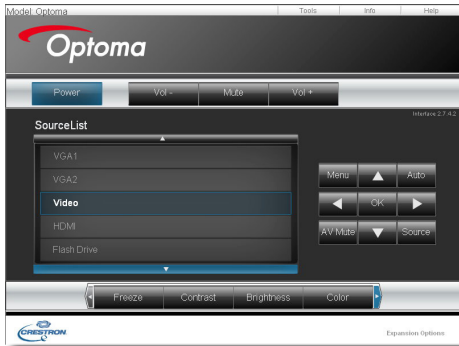 Model: Optoma
Tools Info Help
Optoma
Power Vol - Mute Vol +
Interface 2.7.4.2
SourceList
VGA1
VGA2
Video
HDMI
Flash Drive
Menu Auto
OK
AV Mute Source
Freeze Contrast Brightness Color
CRESTRON
Expansion Options